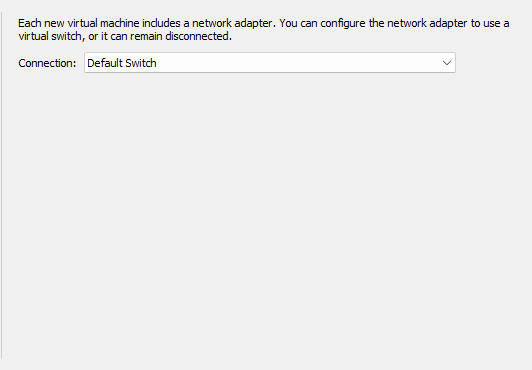 Each new virtual machine includes a network adapter. You can configure the network adapter to use a
virtual switch, or it can remain disconnected.
Connection: Default Switch